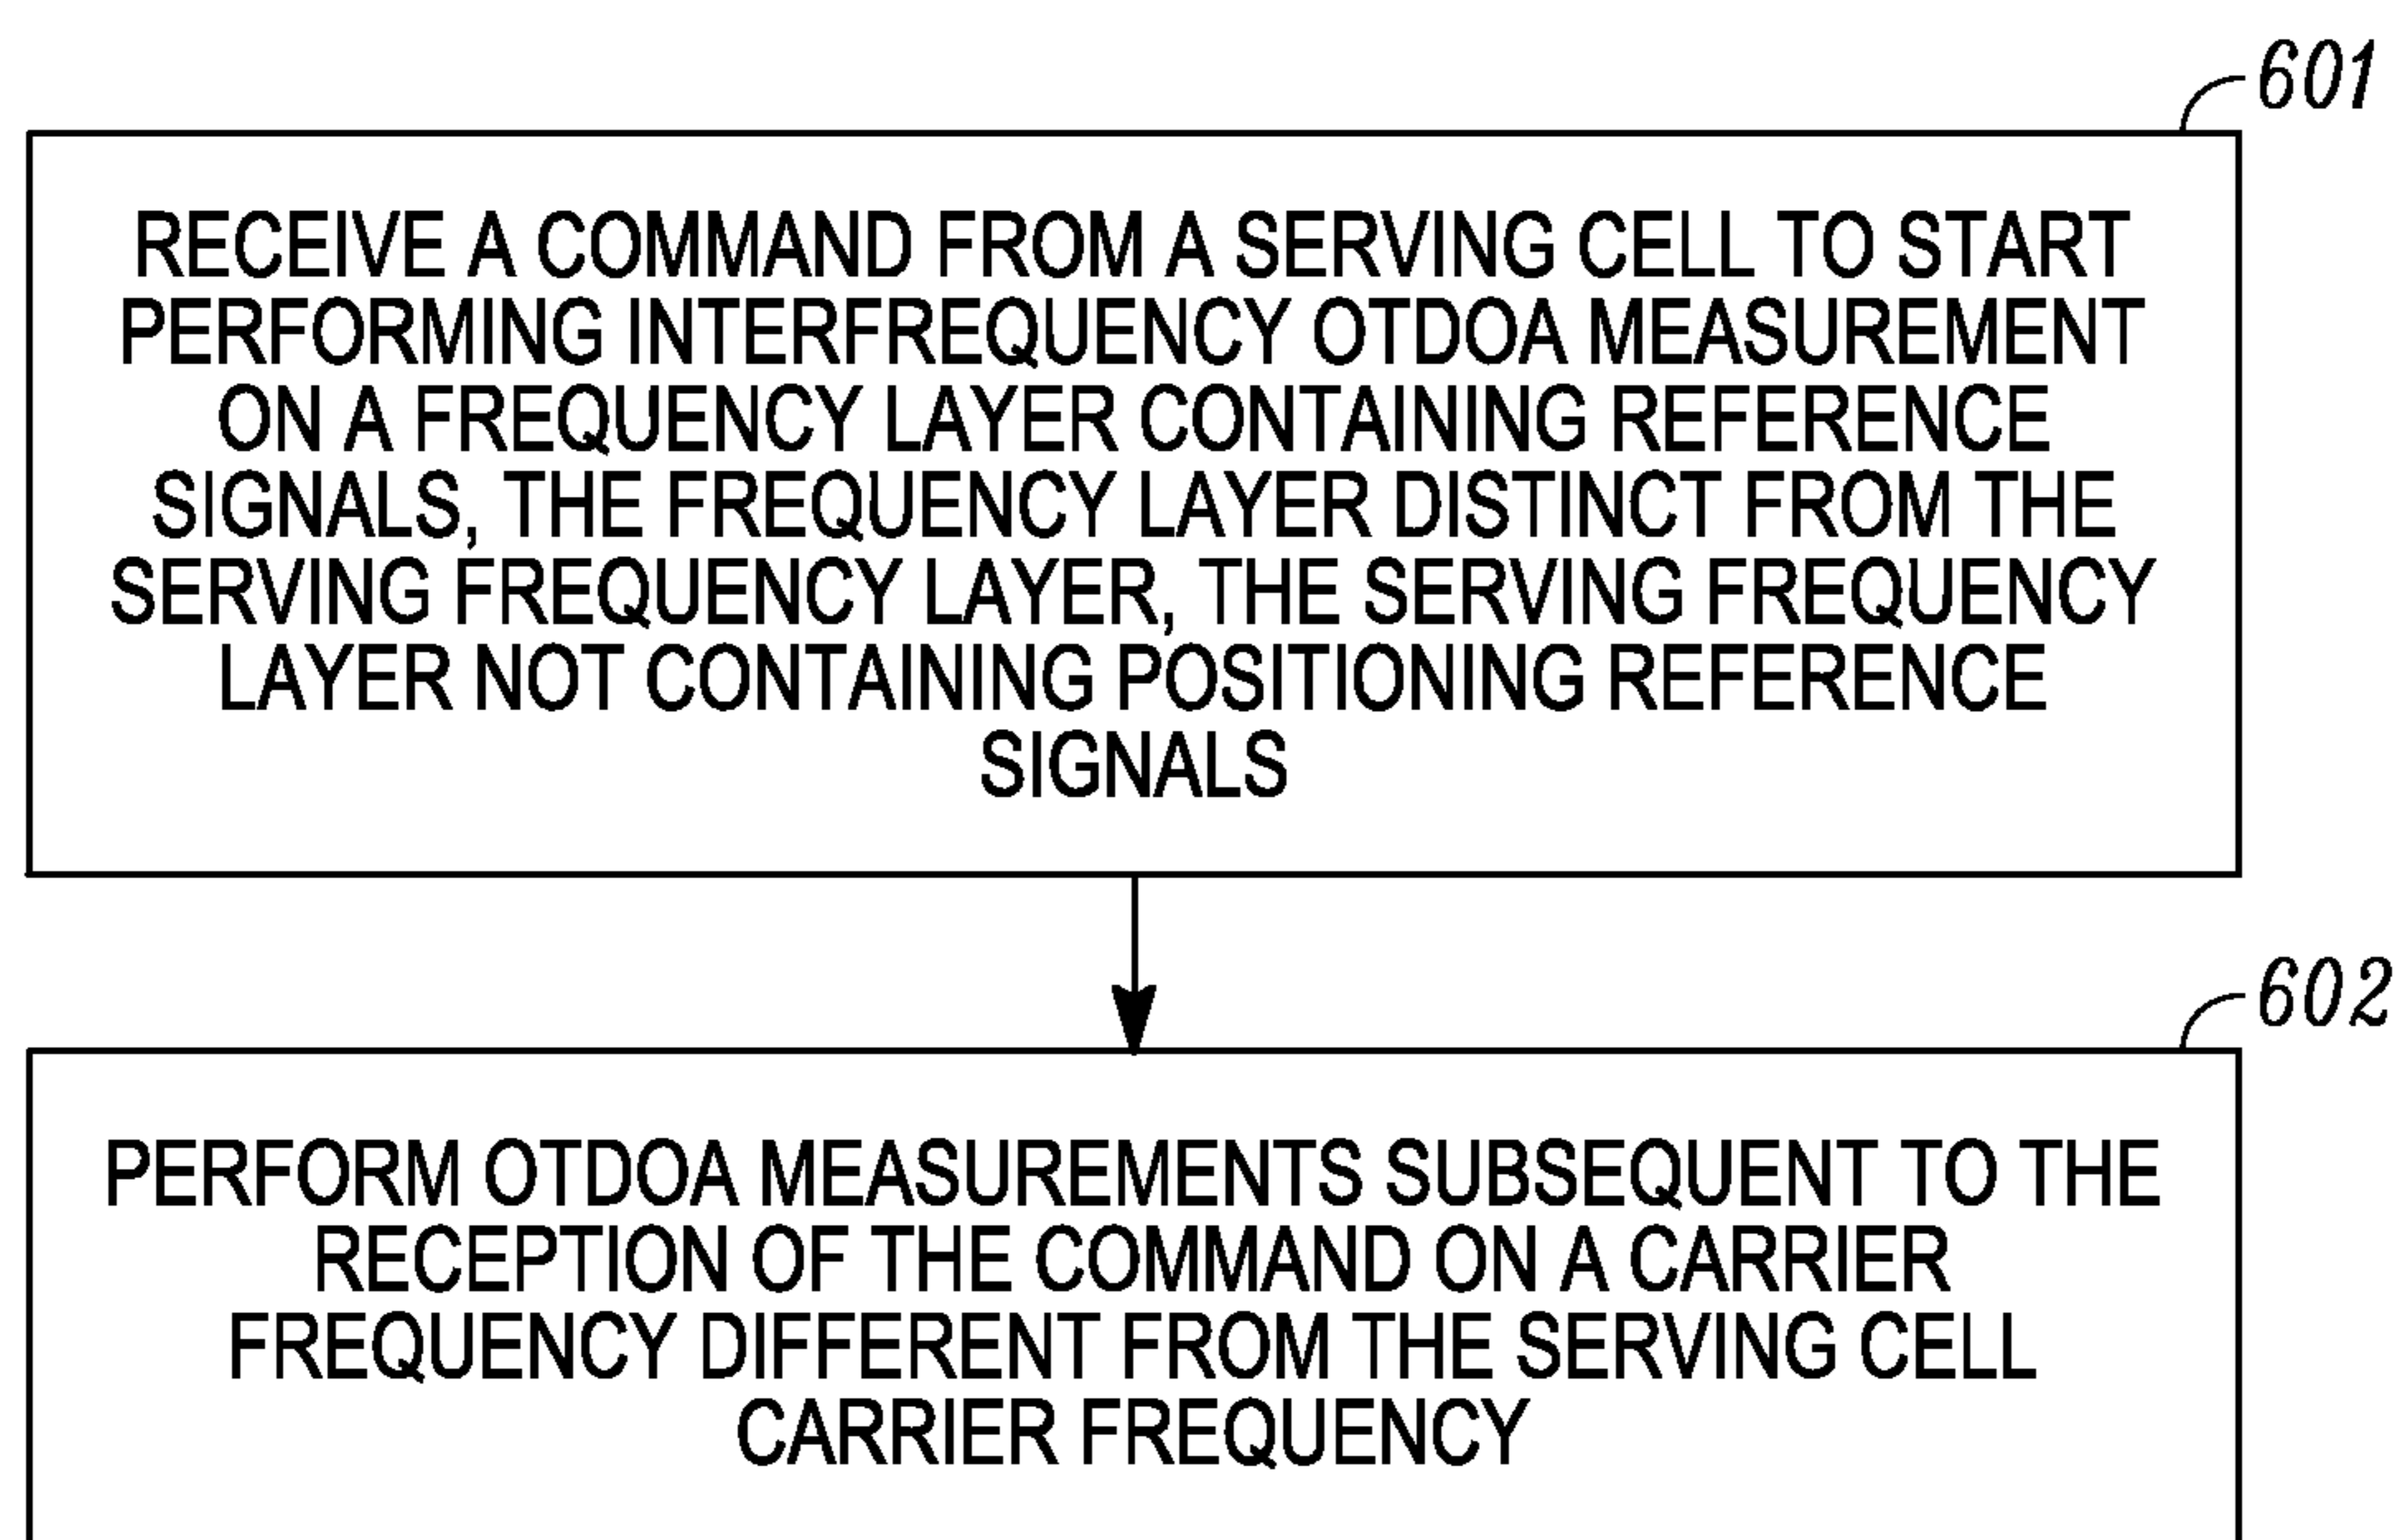 601
RECEIVE A COMMAND FROM A SERVING CELL TO START
PERFORMING INTERFREQUENCY OTDOA MEASUREMENT
ON A FREQUENCY LAYER CONTAINING REFERENCE
SIGNALS, THE FREQUENCY LAYER DISTINCT FROM THE
SERVING FREQUENCY LAYER, THE SERVING FREQUENCY
LAYER NOT CONTAINING POSITIONING REFERENCE
SIGNALS
602
PERFORM OTDOA MEASUREMENTS SUBSEQUENT TO THE
RECEPTION OF THE COMMAND ON A CARRIER
FREQUENCY DIFFERENT FROM THE SERVING CELL
CARRIER FREQUENCY